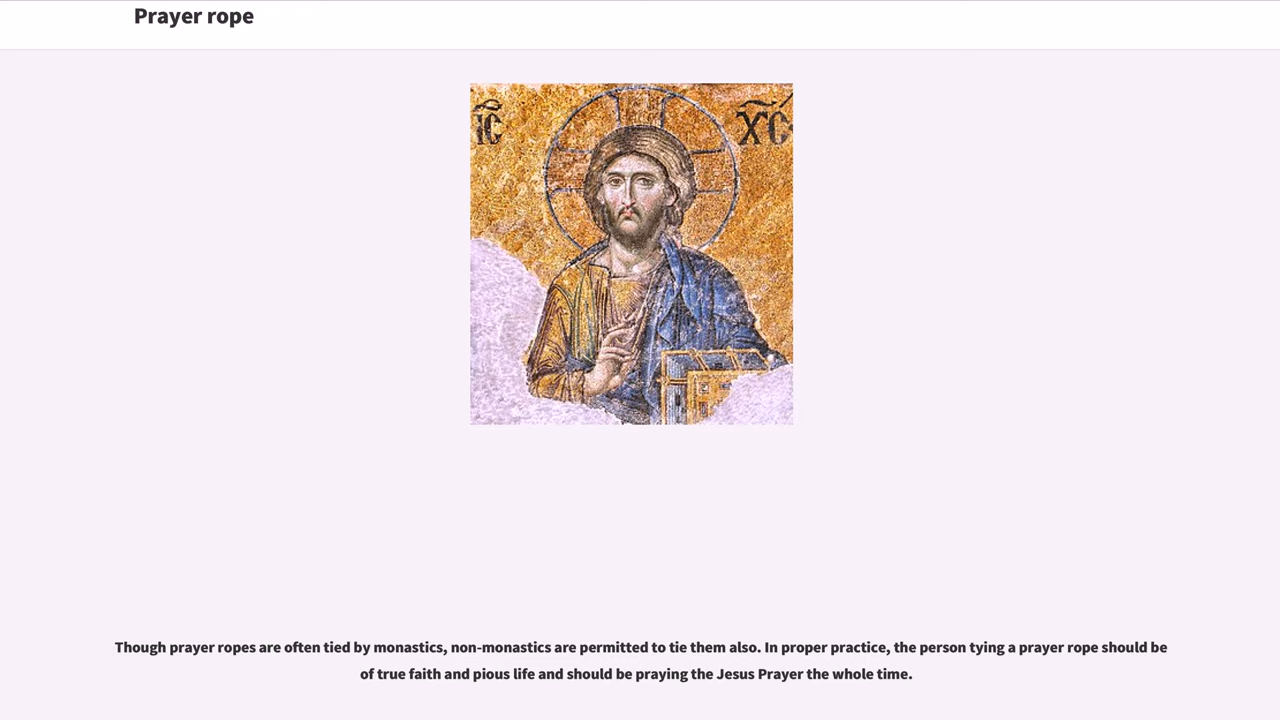 Prayer rope
IC XC
Though prayer ropes are often tied by monastics, non-monastics are permitted to tie them also. In proper practice, the person tying a prayer rope should be
of true faith and pious life and should be praying the Jesus Prayer the whole time.